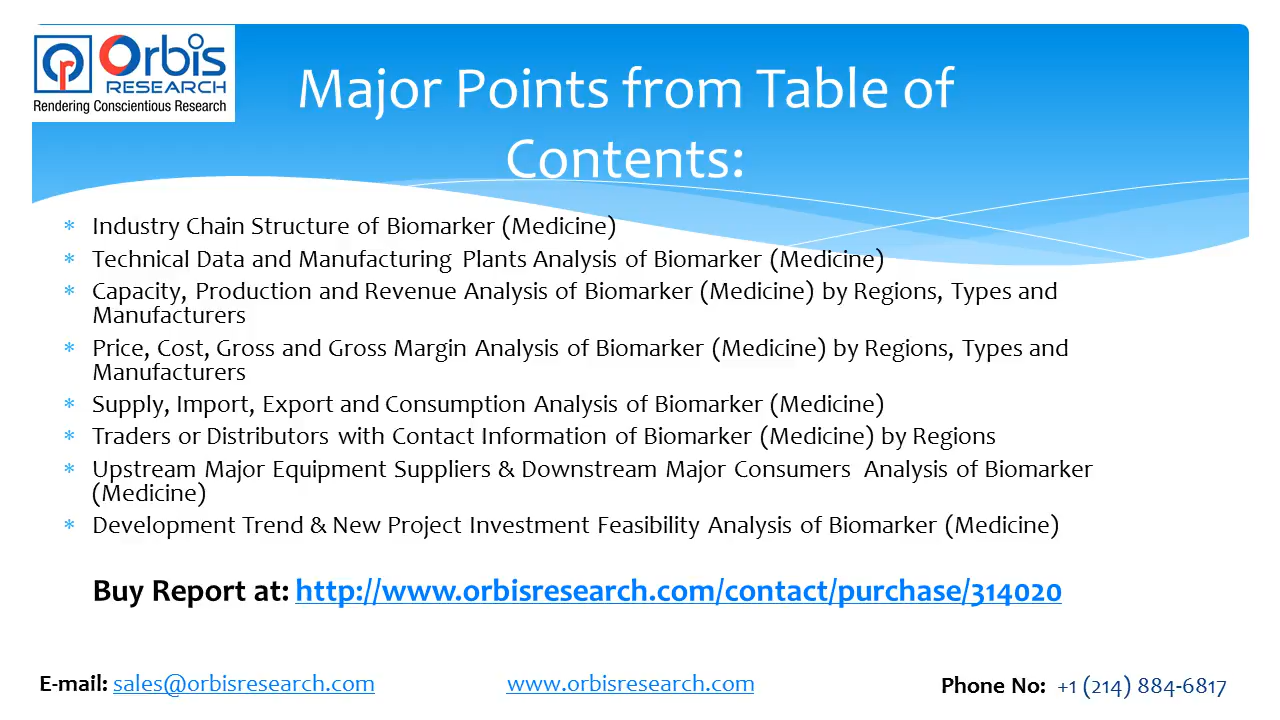 Orbis
RESEARCH
Rendering Conscientious Research
Major Points from Table of
Contents:
* Industry Chain Structure of Biomarker (Medicine)
* Technical Data and Manufacturing Plants Analysis of Biomarker (Medicine)
* Capacity, Production and Revenue Analysis of Biomarker (Medicine) by Regions, Types and
Manufacturers
* Price, Cost, Gross and Gross Margin Analysis of Biomarker (Medicine) by Regions, Types and
Manufacturers
* Supply, Import, Export and Consumption Analysis of Biomarker (Medicine)
* Traders or Distributors with Contact Information of Biomarker (Medicine) by Regions
* Upstream Major Equipment Suppliers & Downstream Major Consumers Analysis of Biomarker
(Medicine)
* Development Trend & New Project Investment Feasibility Analysis of Biomarker (Medicine)
Buy Report at: http://www.orbisresearch.com/contact/purchase/314020
E-mail: sales@orbisresearch.com www.orbisresearch.com Phone No: +1 (214) 884-6817